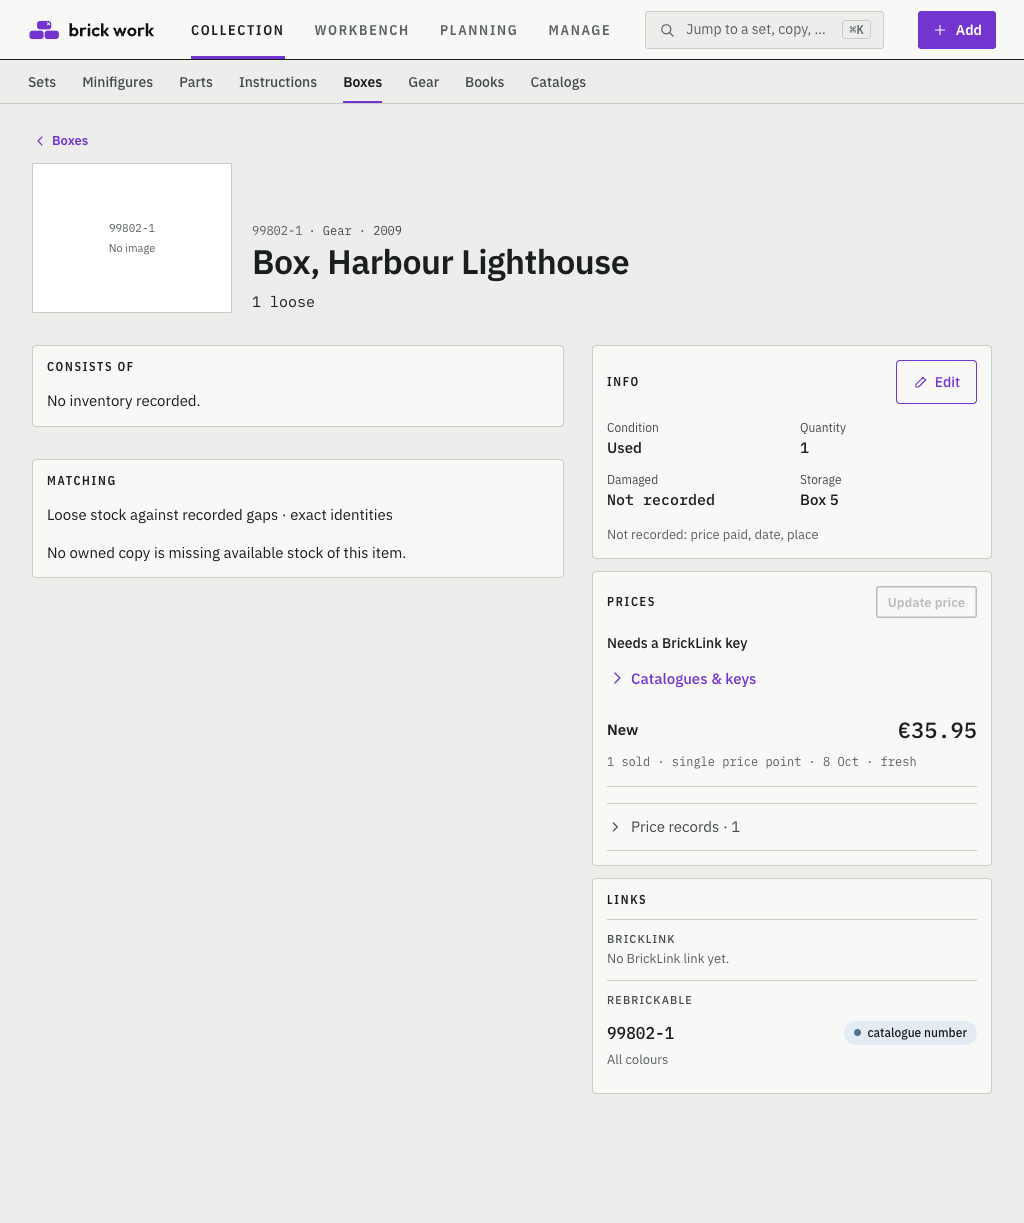 brick work
COLLECTION WORKBENCH PLANNING MANAGE
Jump to a set, copy, ... ⌘K
Add
Sets Minifigures Parts Instructions Boxes Gear Books Catalogs
Boxes
99802-1
No image
99802-1 · Gear · 2009
Box, Harbour Lighthouse
1 loose
CONSISTS OF
No inventory recorded.
MATCHING
Loose stock against recorded gaps · exact identities
No owned copy is missing available stock of this item.
INFO
Edit
Condition Quantity
Used 1
Damaged Storage
Not recorded Box 5
Not recorded: price paid, date, place
PRICES
Update price
Needs a BrickLink key
Catalogues & keys
New €35.95
1 sold · single price point · 8 Oct · fresh
Price records · 1
LINKS
BRICKLINK
No BrickLink link yet.
REBRICKABLE
99802-1 catalogue number
All colours